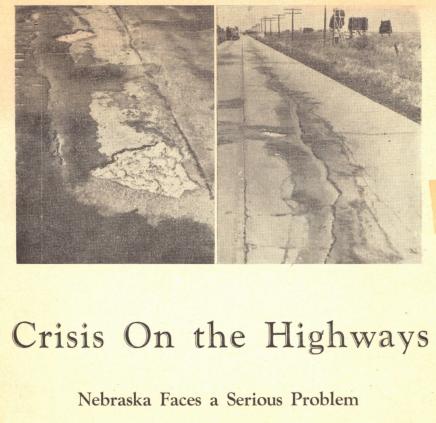 Crisis On the Highways
Nebraska Faces a Serious Problem